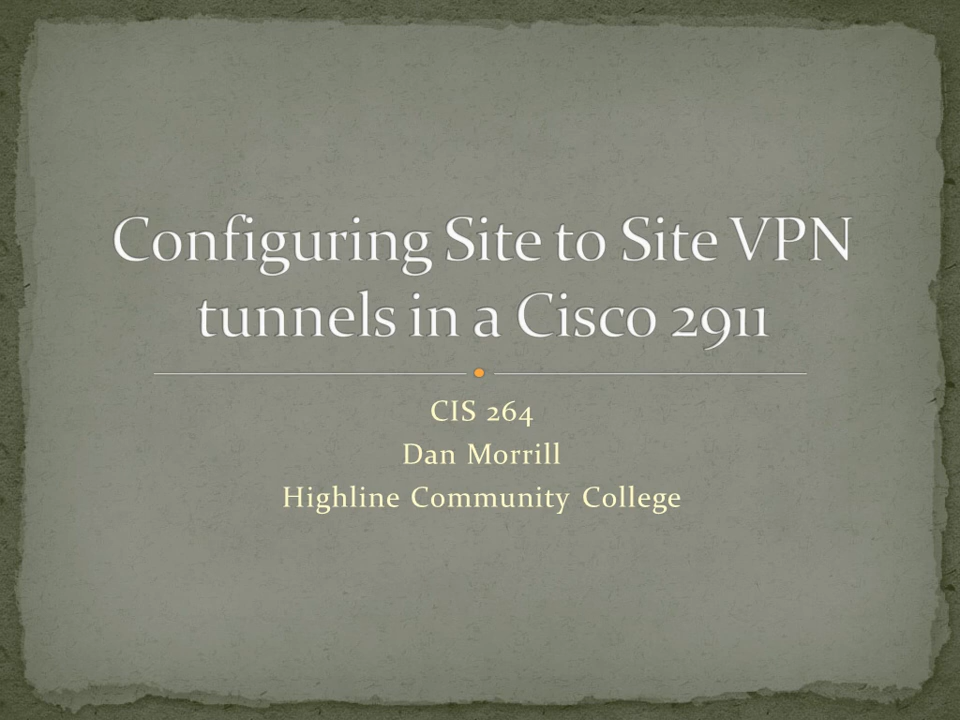 Configuring Site to Site VPN
tunnels in a Cisco 2911
CIS 264
Dan Morrill
Highline Community College